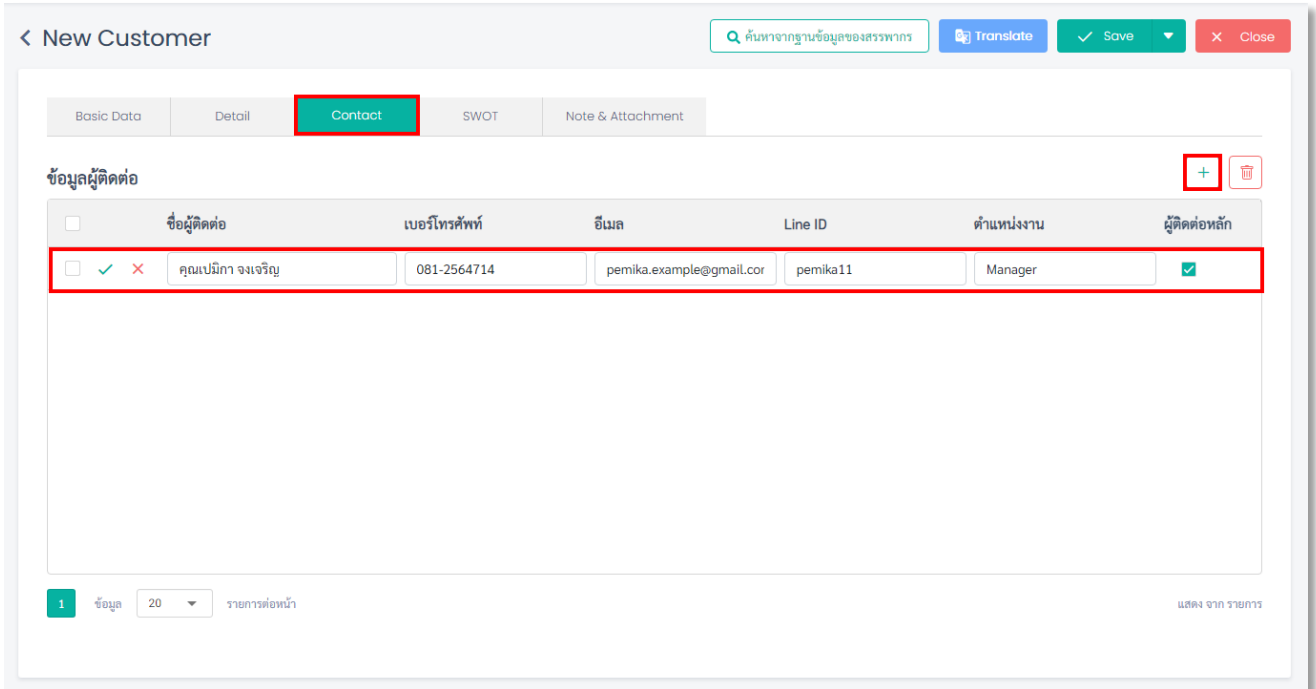 New Customer
ค้นหาจากฐานข้อมูลของสรรพากร
Translate
Save
Close
Basic Data Detail Contact SWOT Note & Attachment
ข้อมูลผู้ติดต่อ
ชื่อผู้ติดต่อ เบอร์โทรศัพท์ อีเมล Line ID ตำแหน่งงาน ผู้ติดต่อหลัก
คุณเปมิกา จงเจริญ 081-2564714 pemika.example@gmail.cor pemika11 Manager
1 ข้อมูล 20 รายการต่อหน้า แสดง จาก รายการ